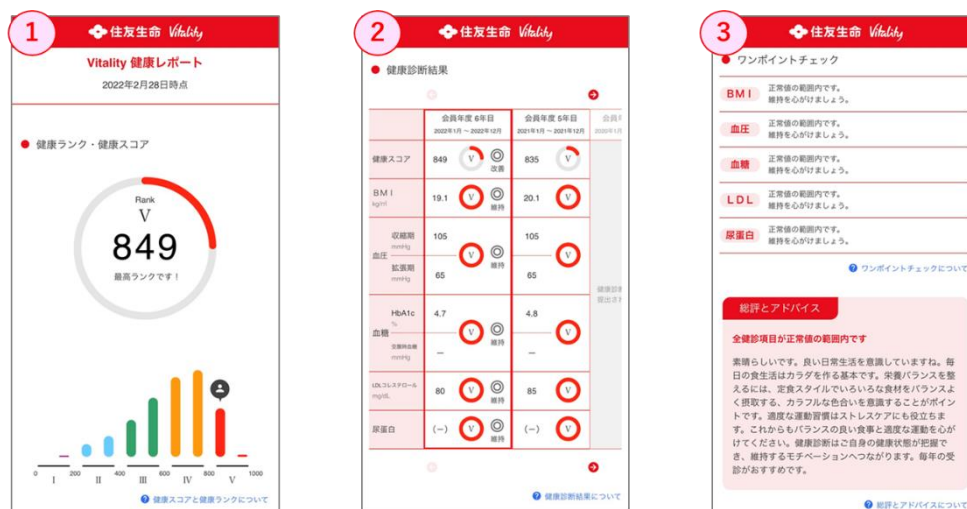 1
住友生命 Vitality
Vitality 健康レポート
2022年2月28日時点
健康ランク・健康スコア
Rank
V
849
最高ランクです！
0 200 400 600 800 1000
I II III IV V
健康スコアと健康ランクについて
2
住友生命 Vitality
健康診断結果
会員年度 6年目 会員年度 5年目
2022年1月 ～ 2022年12月 2021年1月 ～ 2021年12月
健康スコア 849 V 改善 835 V
BMI 19.1 V 維持 20.1 V
kg/㎡
収縮期 105 105
mmHg
血圧 V 維持 V
拡張期 65 65
mmHg
HbA1c 4.7 4.8
%
血糖 V 維持 V
空腹時血糖 － －
mmHg
LDLコレステロール 80 V 維持 85 V
mg/dL
尿蛋白 (－) V 維持 (－) V
健康診断結果について
3
住友生命 Vitality
ワンポイントチェック
BMI 正常値の範囲内です。
維持を心がけましょう。
血圧 正常値の範囲内です。
維持を心がけましょう。
血糖 正常値の範囲内です。
維持を心がけましょう。
LDL 正常値の範囲内です。
維持を心がけましょう。
尿蛋白 正常値の範囲内です。
維持を心がけましょう。
ワンポイントチェックについて
総評とアドバイス
全健診項目が正常値の範囲内です
素晴らしいです。良い日常生活を意識していますね。毎
日の食生活はカラダを作る基本です。栄養バランスを整
えるには、定食スタイルでいろいろな食材をバランスよ
く摂取する、カラフルな色合いを意識することがポイン
トです。適度な運動習慣はストレスケアにも役立ちま
す。これからもバランスの良い食事と適度な運動を心が
けてください。健康診断はご自身の健康状態が把握で
き、維持するモチベーションへつながります。毎年の受
診がおすすめです。
総評とアドバイスについて